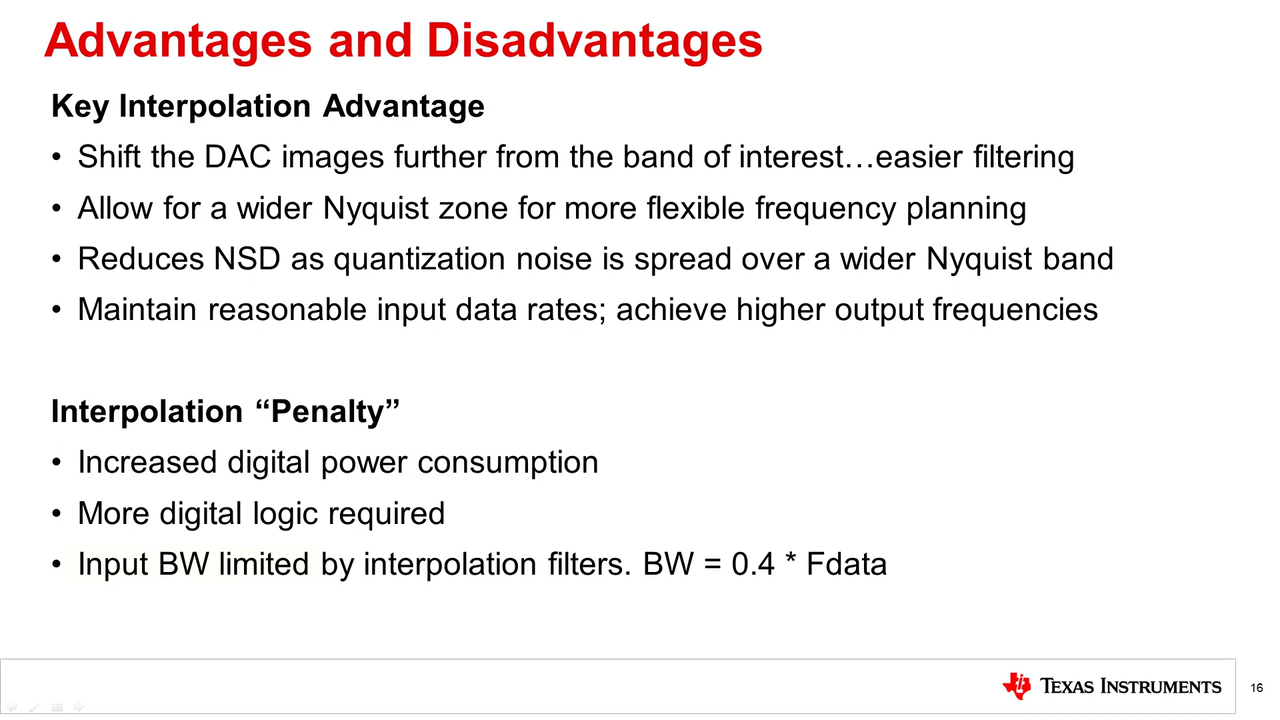 Advantages and Disadvantages
Key Interpolation Advantage
• Shift the DAC images further from the band of interest…easier filtering
• Allow for a wider Nyquist zone for more flexible frequency planning
• Reduces NSD as quantization noise is spread over a wider Nyquist band
• Maintain reasonable input data rates; achieve higher output frequencies
Interpolation “Penalty”
• Increased digital power consumption
• More digital logic required
• Input BW limited by interpolation filters. BW = 0.4 * Fdata
TEXAS INSTRUMENTS
16